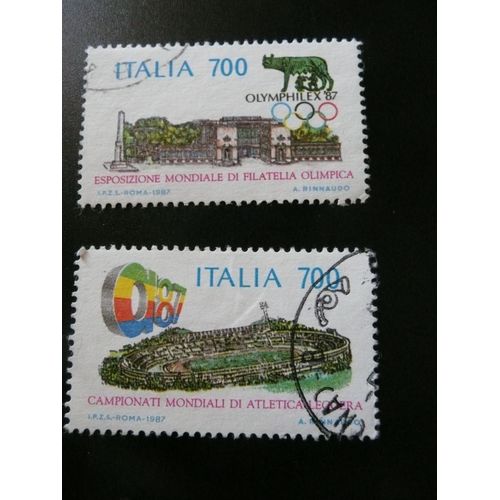 ITALIA 700
OLYMPHILEX '87
ESPOSIZIONE MONDIALE DI FILATELIA OLIMPICA
I.P.Z.S.-ROMA-1987 A. RINNAUDO
ITALIA 700
a '87
CAMPIONATI MONDIALI DI ATLETICA LEGGERA
I.P.Z.S.-ROMA-1987 A. RINNAUDO